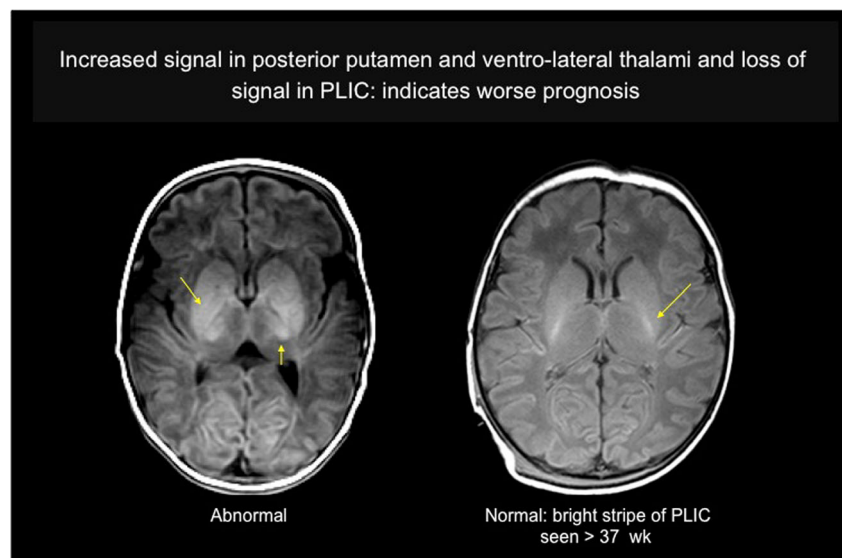 Increased signal in posterior putamen and ventro-lateral thalami and loss of
signal in PLIC: indicates worse prognosis
Abnormal
Normal: bright stripe of PLIC
seen > 37 wk